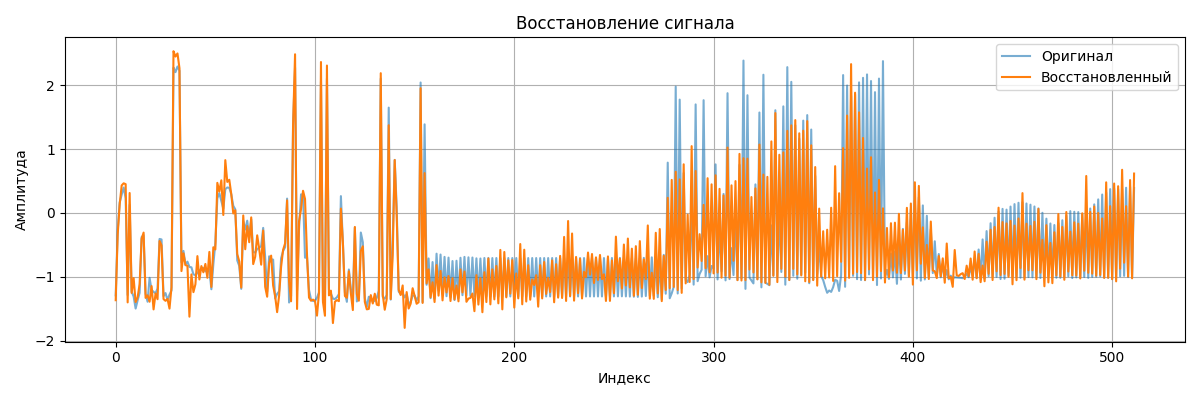 Восстановление сигнала
Оригинал
Восстановленный
Амплитуда
2
1
0
−1
−2
0
100
200
300
400
500
Индекс